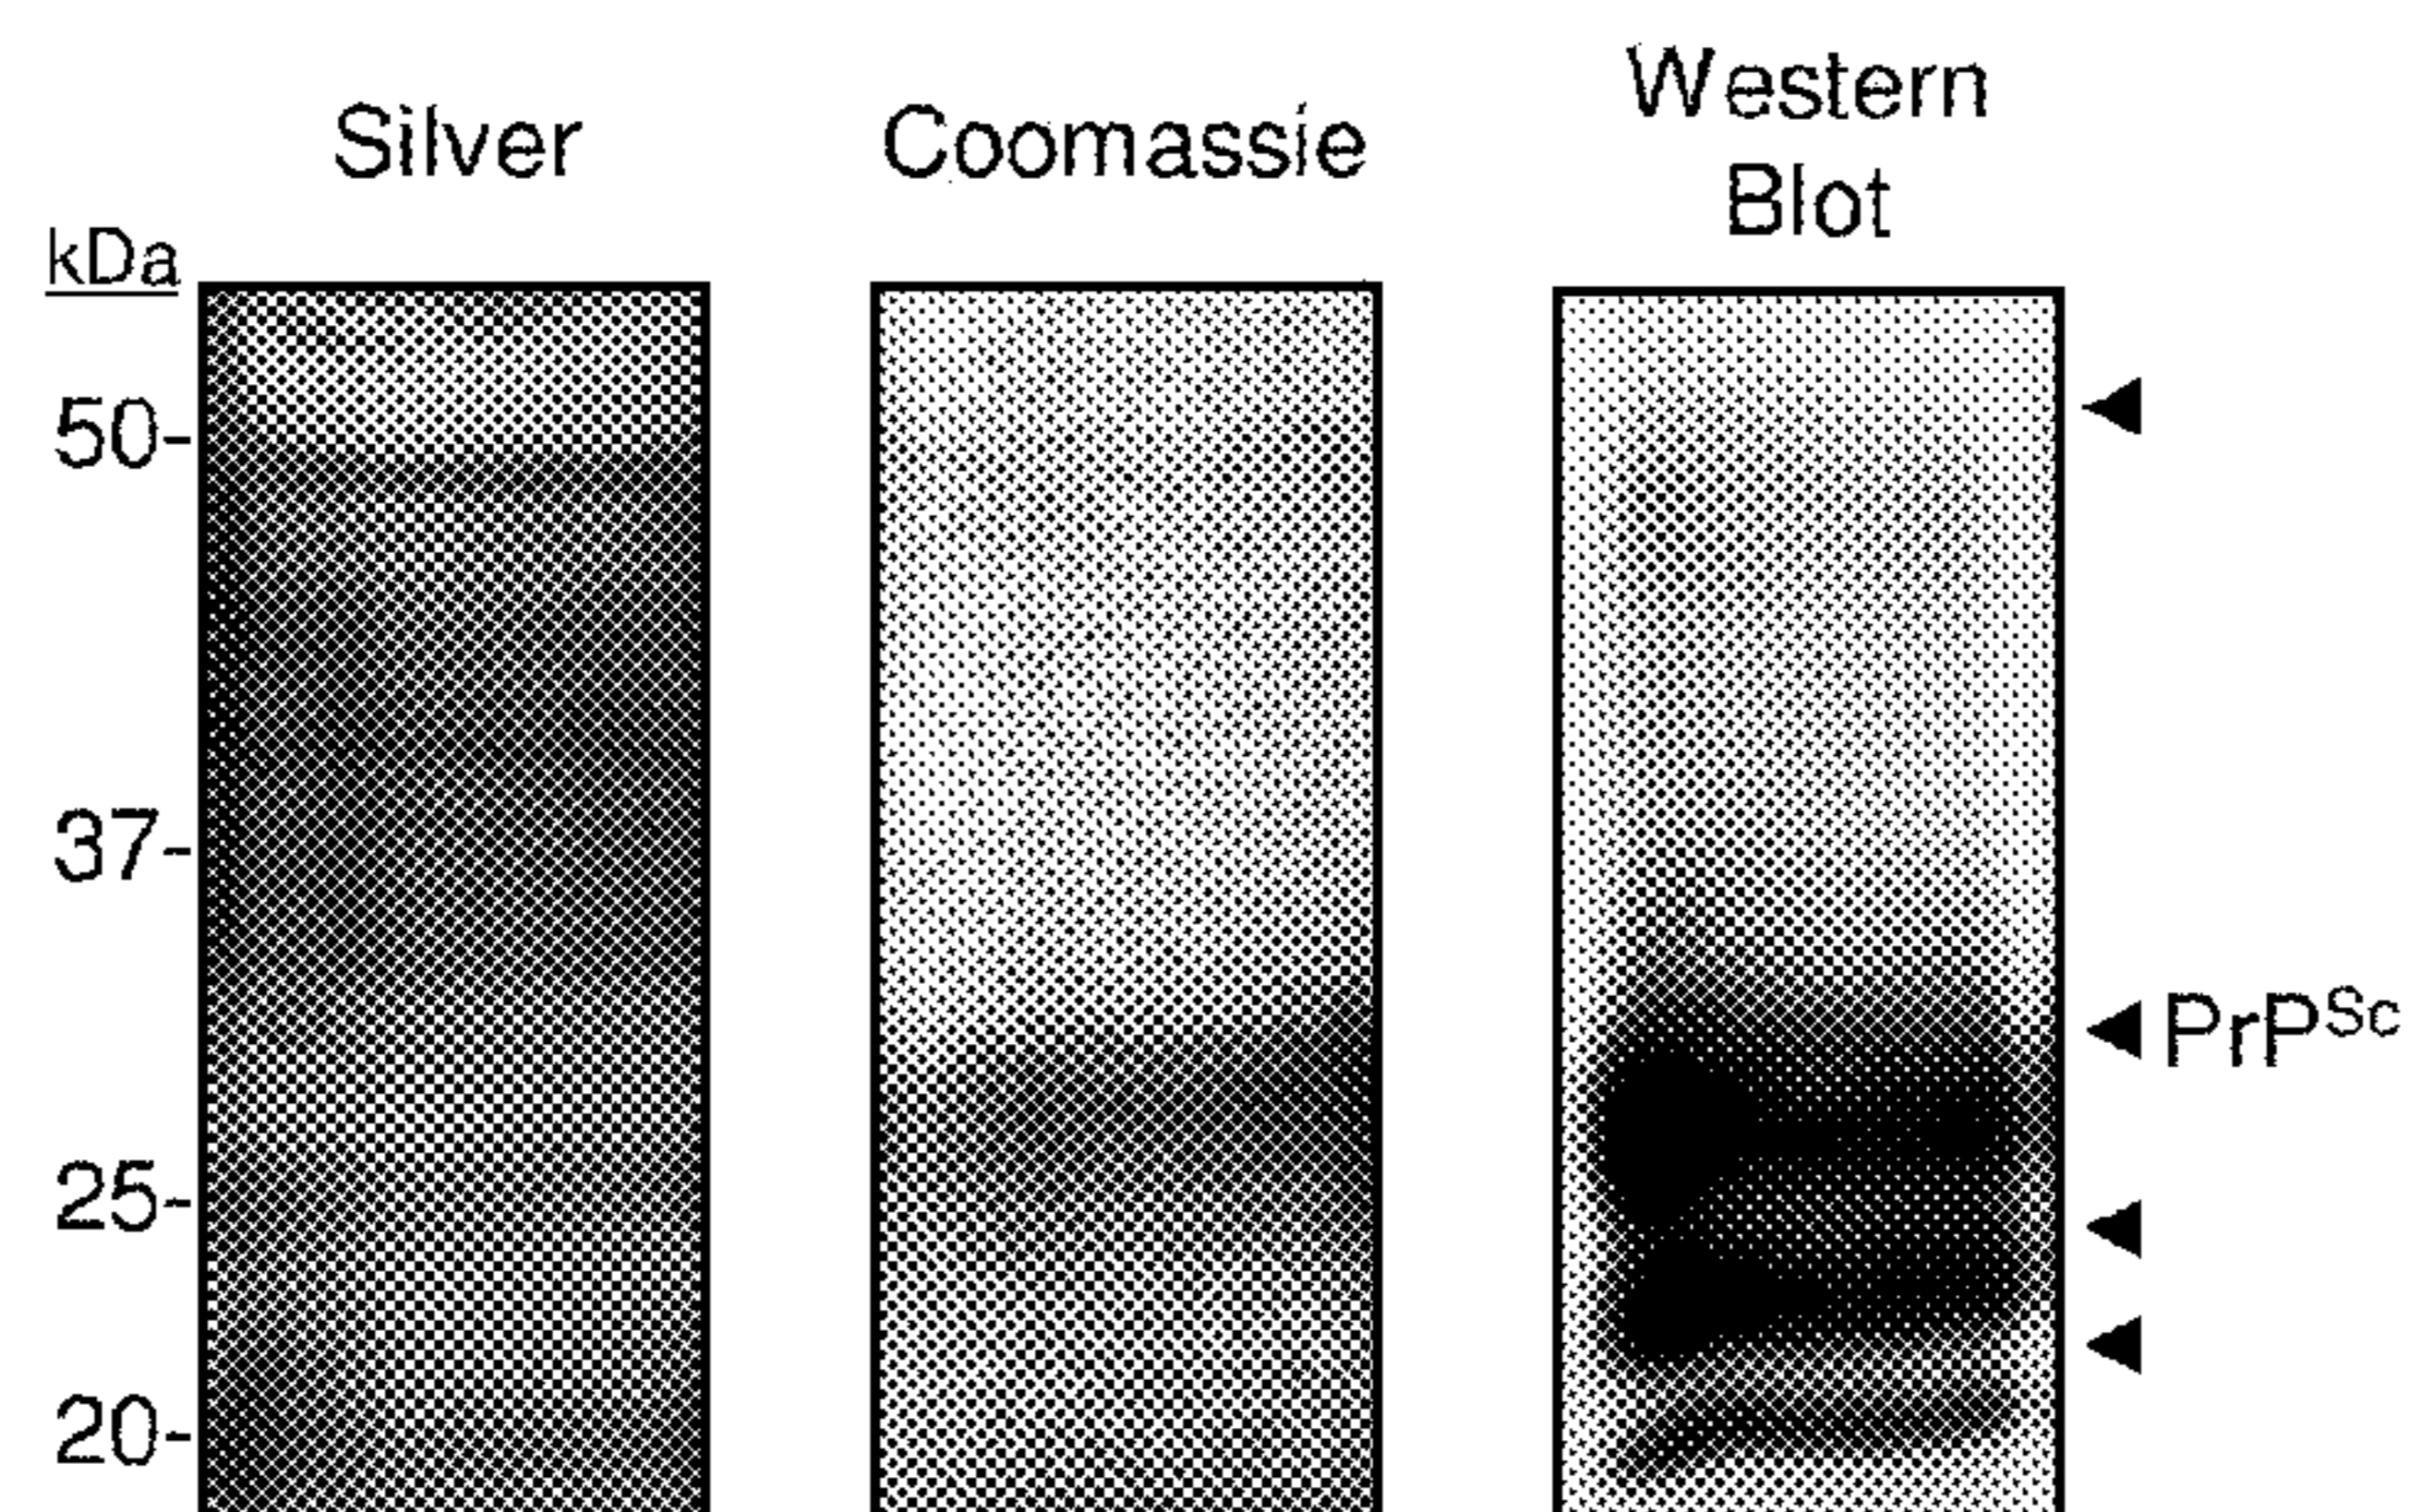 Silver
Coomassie
Western
Blot
kDa
50-
37-
PrPSc
25-
20-